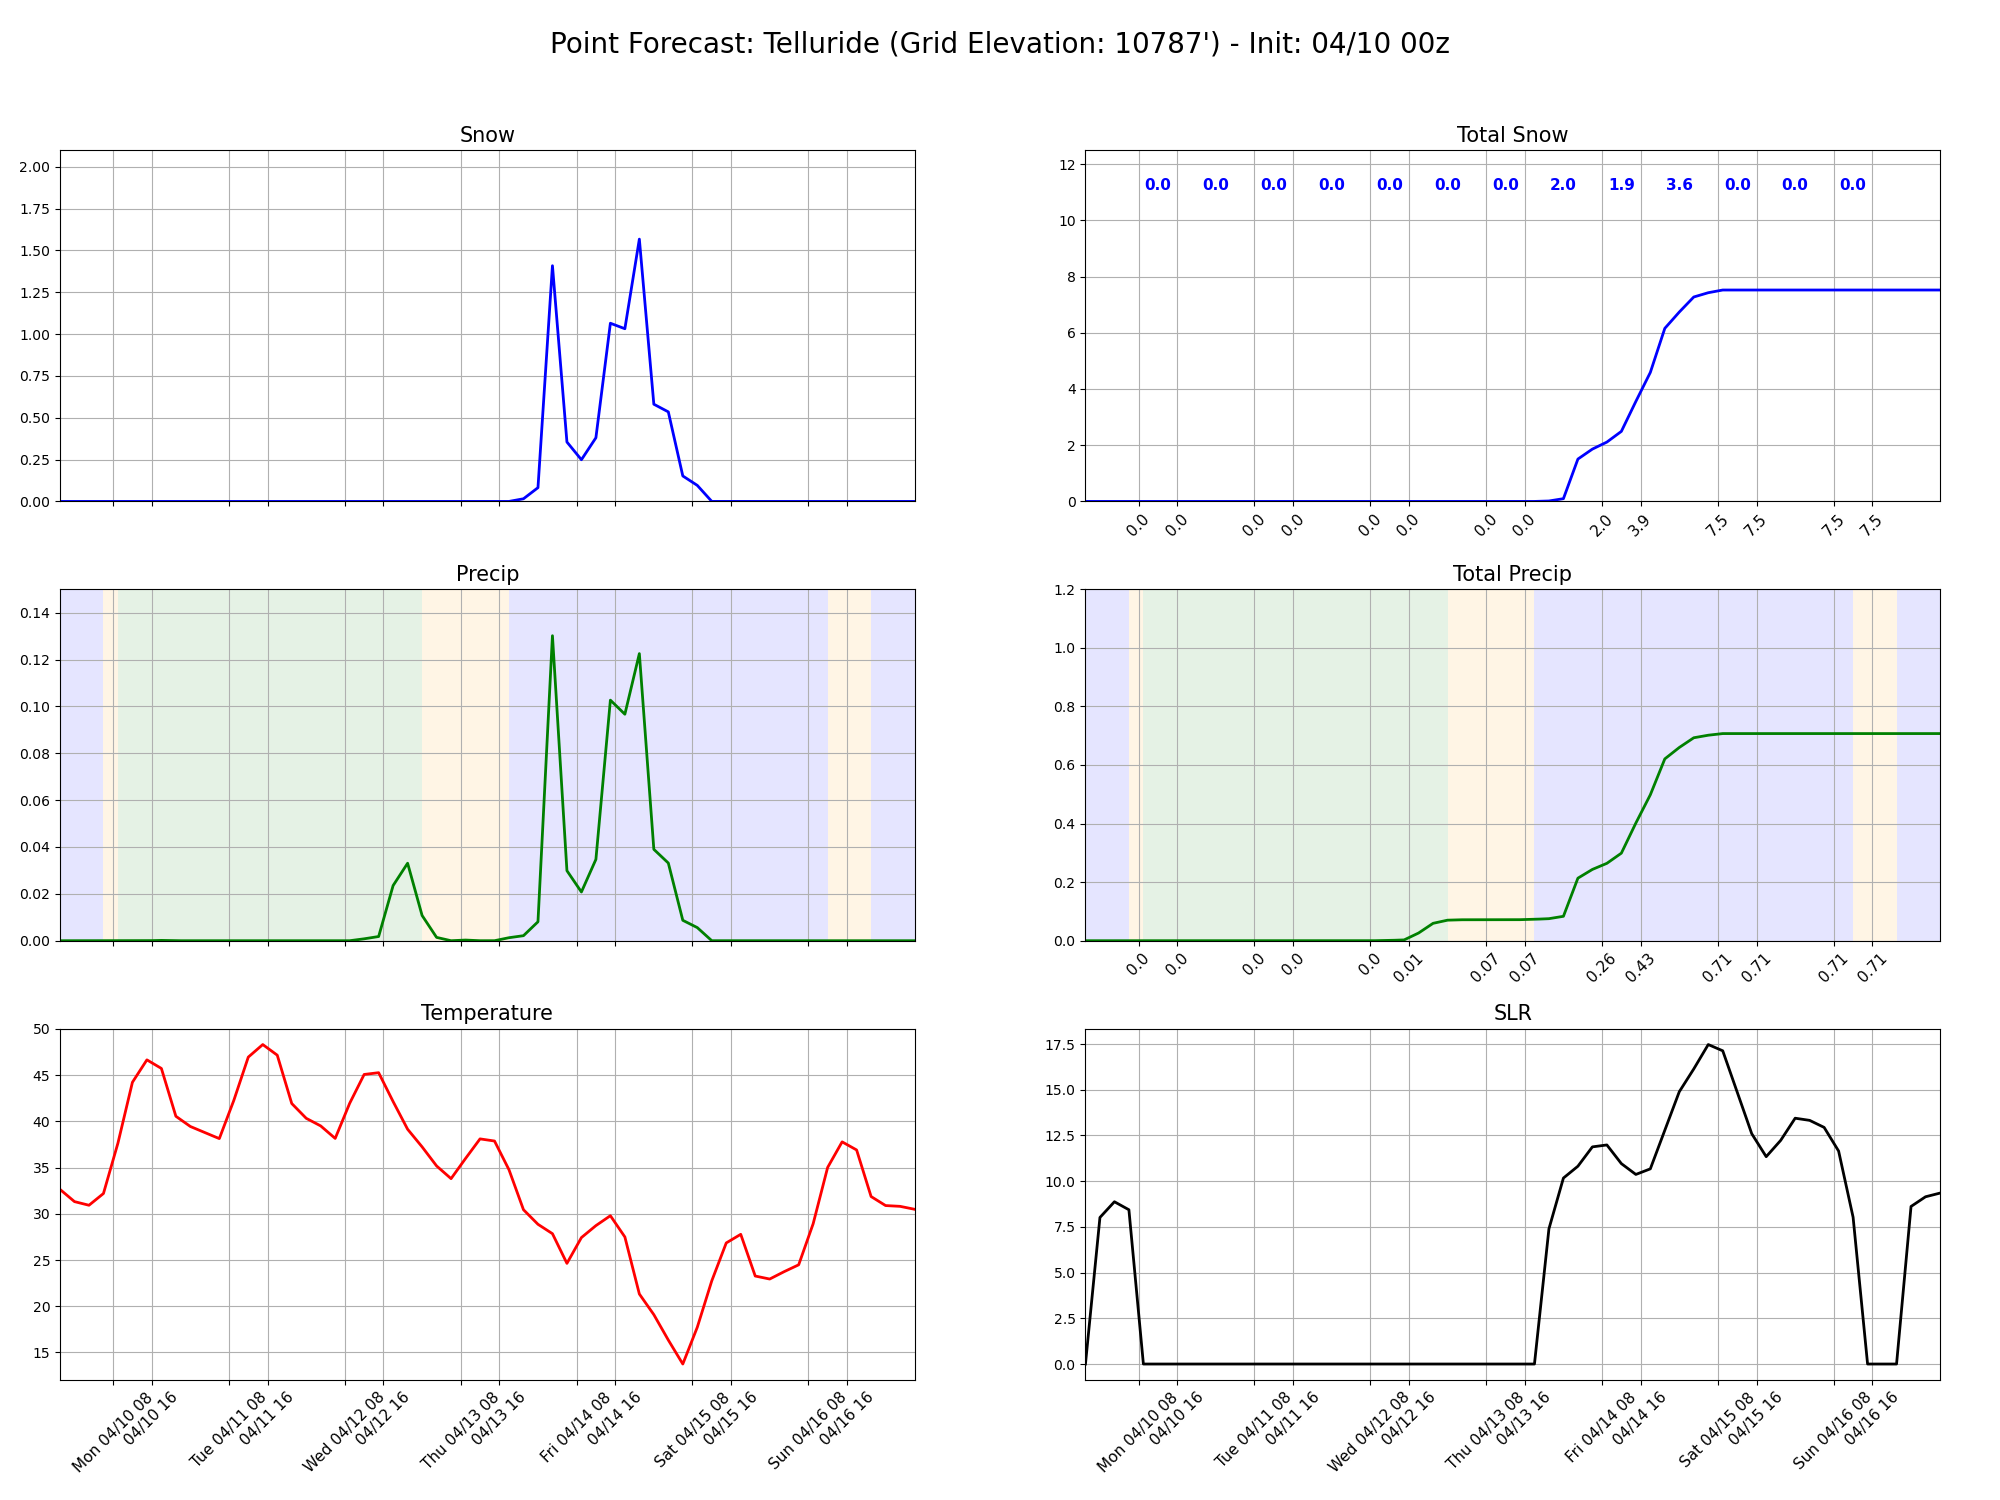 Point Forecast: Telluride (Grid Elevation: 10787') - Init: 04/10 00z
Snow
2.00
1.75
1.50
1.25
1.00
0.75
0.50
0.25
0.00
Total Snow
12
10
8
6
4
2
0
0.0 0.0 0.0 0.0 0.0 0.0 0.0 2.0 1.9 3.6 0.0 0.0 0.0
0.0 0.0 0.0 0.0 0.0 0.0 0.0 0.0 2.0 3.9 7.5 7.5 7.5 7.5
Precip
0.14
0.12
0.10
0.08
0.06
0.04
0.02
0.00
Total Precip
1.2
1.0
0.8
0.6
0.4
0.2
0.0
0.0 0.0 0.0 0.0 0.0 0.01 0.07 0.07 0.26 0.43 0.71 0.71 0.71 0.71
Temperature
50
45
40
35
30
25
20
15
Mon 04/10 08
04/10 16
Tue 04/11 08
04/11 16
Wed 04/12 08
04/12 16
Thu 04/13 08
04/13 16
Fri 04/14 08
04/14 16
Sat 04/15 08
04/15 16
Sun 04/16 08
04/16 16
SLR
17.5
15.0
12.5
10.0
7.5
5.0
2.5
0.0
Mon 04/10 08
04/10 16
Tue 04/11 08
04/11 16
Wed 04/12 08
04/12 16
Thu 04/13 08
04/13 16
Fri 04/14 08
04/14 16
Sat 04/15 08
04/15 16
Sun 04/16 08
04/16 16